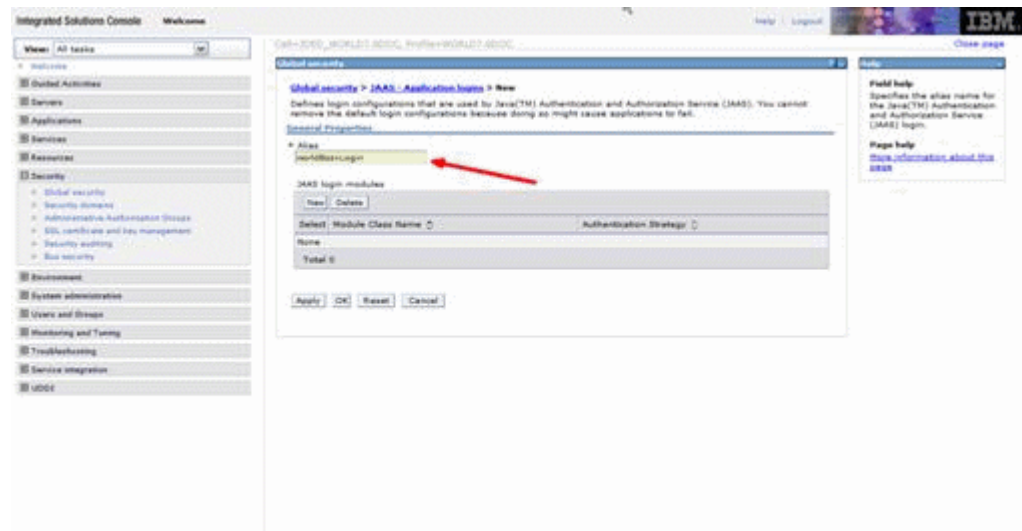 Integrated Solutions Console Welcome
Help | Logout
IBM
View: All tasks
Close page
Welcome
Guided Activities
Servers
Applications
Services
Resources
Security
Global security
Security domains
Administrative Authorization Groups
SSL certificate and key management
Security auditing
Bus security
Environment
System administration
Users and Groups
Monitoring and Tuning
Troubleshooting
Service integration
UDDI
Global security
Global security > JAAS - Application logins > New
Defines login configurations that are used by Java(TM) Authentication and Authorization Service (JAAS). You cannot
remove the default login configurations because doing so might cause applications to fail.
General Properties
* Alias
JAAS login modules
New Delete
Select Module Class Name Authentication Strategy
None
Total 0
Apply OK Reset Cancel
Help
Field help
Specifies the alias name for
the Java(TM) Authentication
and Authorization Service
(JAAS) login.
Page help
More information about this
page